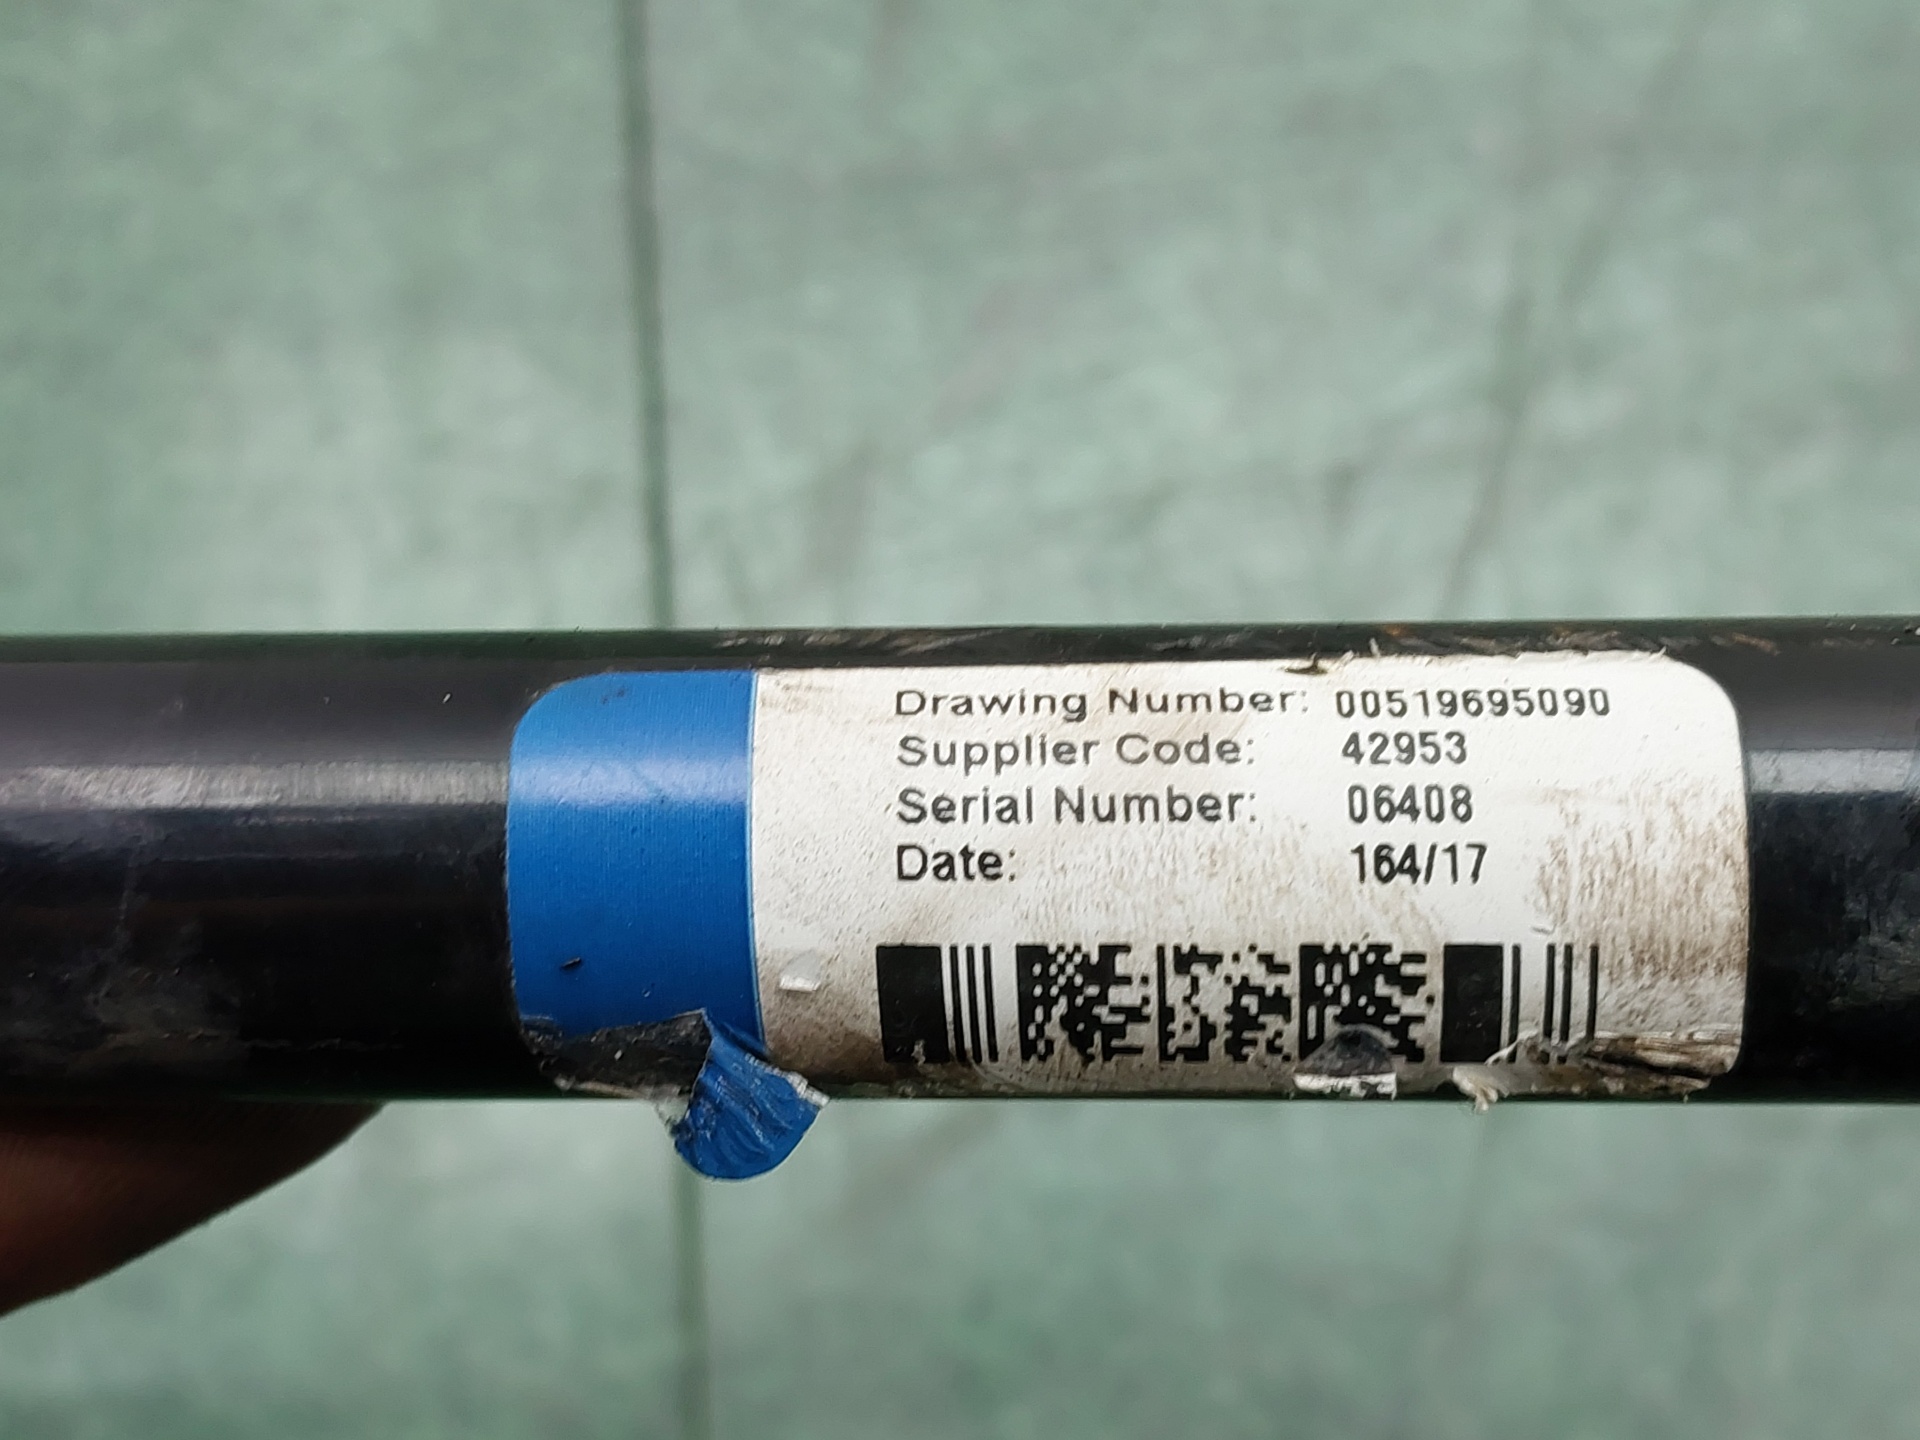 Drawing Number: 00519695090
Supplier Code: 42953
Serial Number: 06408
Date: 164/17